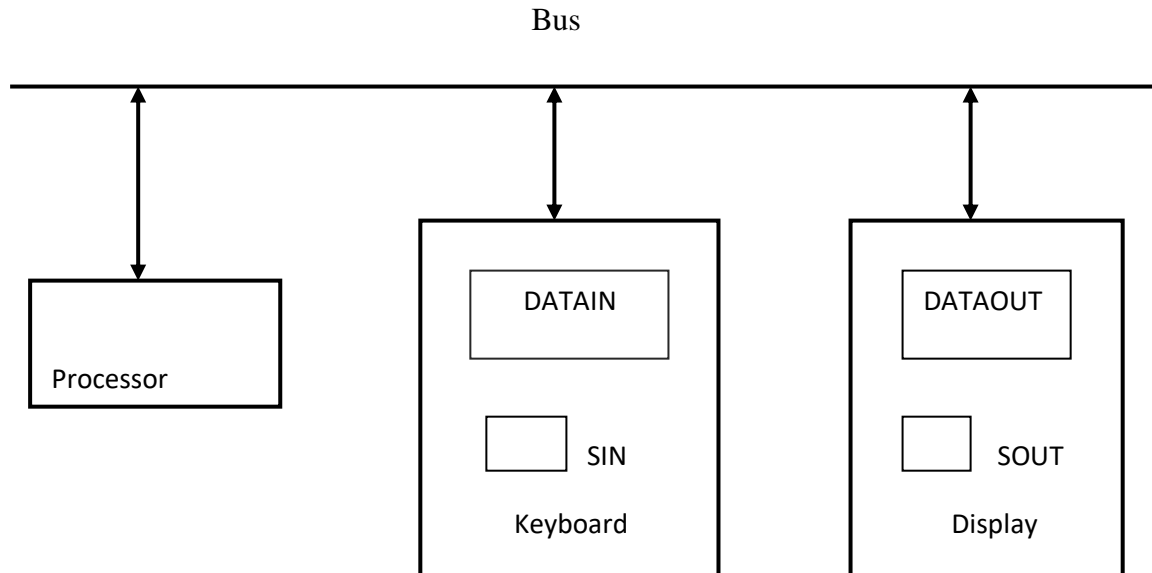 Bus
DATAIN
DATAOUT
Processor
SIN
SOUT
Keyboard
Display